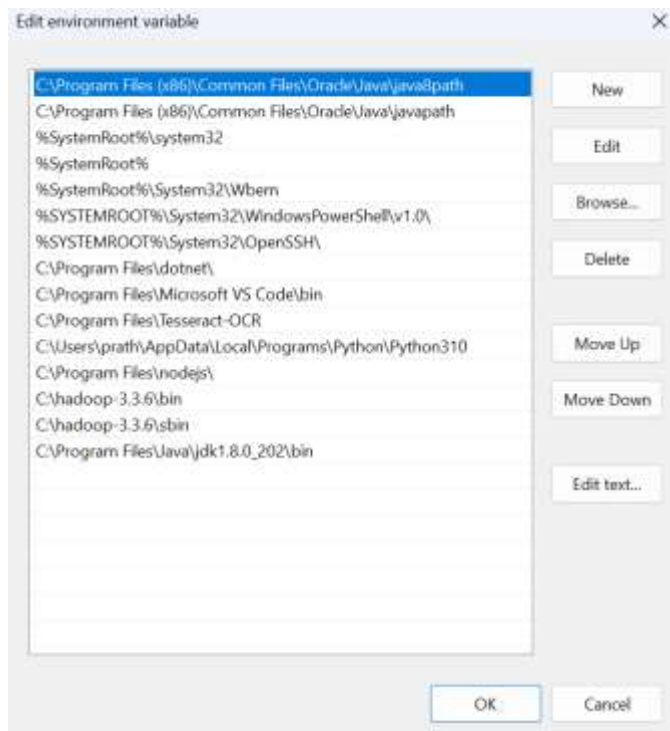 Edit environment variable
C:\Program Files (x86)\Common Files\Oracle\Java\java8path
New
C:\Program Files (x86)\Common Files\Oracle\Java\javapath
%SystemRoot%\system32
Edit
%SystemRoot%
%SystemRoot%\System32\Wbem
Browse...
%SYSTEMROOT%\System32\WindowsPowerShell\v1.0\
%SYSTEMROOT%\System32\OpenSSH\
Delete
C:\Program Files\dotnet\
C:\Program Files\Microsoft VS Code\bin
C:\Program Files\Tesseract-OCR
C:\Users\prath\AppData\Local\Programs\Python\Python310
Move Up
C:\Program Files\nodejs\
C:\hadoop-3.3.6\bin
Move Down
C:\hadoop-3.3.6\sbin
C:\Program Files\Java\jdk1.8.0_202\bin
Edit text...
OK
Cancel